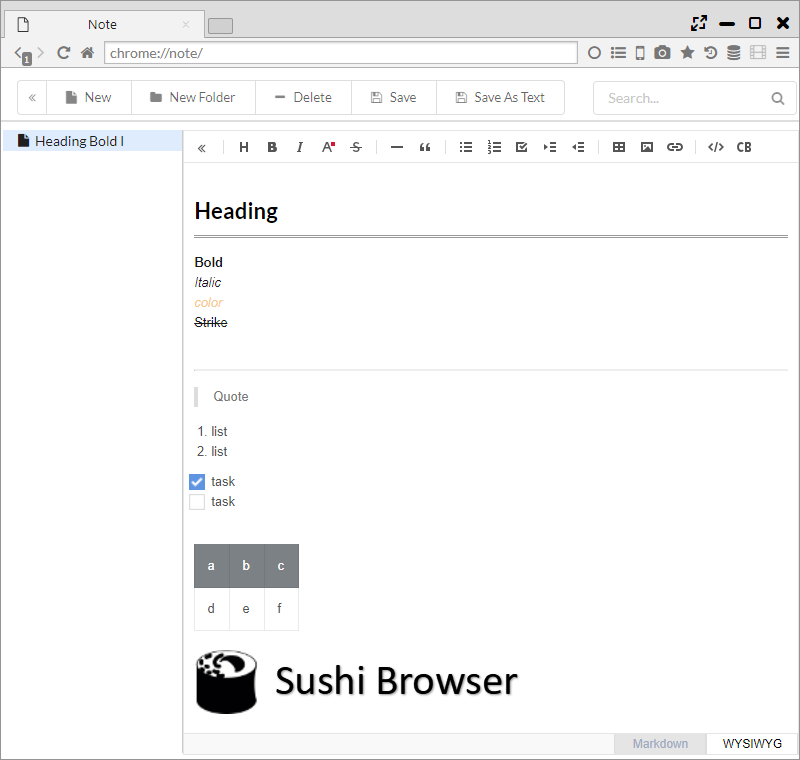 Note
1
chrome://note/
« New New Folder Delete Save Save As Text Search...
Heading Bold I
« H B I A S — “ </> CB
Heading
Bold
Italic
color
Strike
Quote
1. list
2. list
task
task
a b c
d e f
Sushi Browser
Markdown WYSIWYG